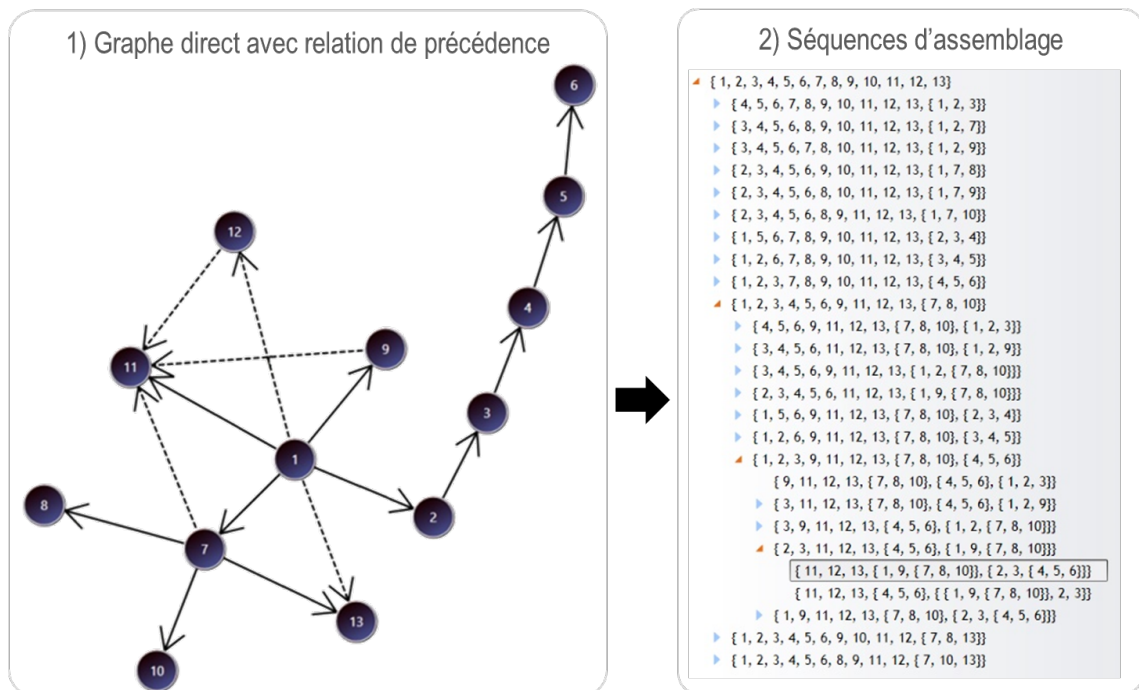 1) Graphe direct avec relation de précédence
6
5
12
4
9
11
3
1
2
8
7
13
10
2) Séquences d'assemblage
{ 1, 2, 3, 4, 5, 6, 7, 8, 9, 10, 11, 12, 13}
{ 4, 5, 6, 7, 8, 9, 10, 11, 12, 13, { 1, 2, 3}}
{ 3, 4, 5, 6, 8, 9, 10, 11, 12, 13, { 1, 2, 7}}
{ 3, 4, 5, 6, 7, 8, 10, 11, 12, 13, { 1, 2, 9}}
{ 2, 3, 4, 5, 6, 9, 10, 11, 12, 13, { 1, 7, 8}}
{ 2, 3, 4, 5, 6, 8, 10, 11, 12, 13, { 1, 7, 9}}
{ 2, 3, 4, 5, 6, 8, 9, 11, 12, 13, { 1, 7, 10}}
{ 1, 5, 6, 7, 8, 9, 10, 11, 12, 13, { 2, 3, 4}}
{ 1, 2, 6, 7, 8, 9, 10, 11, 12, 13, { 3, 4, 5}}
{ 1, 2, 3, 7, 8, 9, 10, 11, 12, 13, { 4, 5, 6}}
{ 1, 2, 3, 4, 5, 6, 9, 11, 12, 13, { 7, 8, 10}}
{ 4, 5, 6, 9, 11, 12, 13, { 7, 8, 10}, { 1, 2, 3}}
{ 3, 4, 5, 6, 11, 12, 13, { 7, 8, 10}, { 1, 2, 9}}
{ 3, 4, 5, 6, 9, 11, 12, 13, { 1, 2, { 7, 8, 10}}}
{ 2, 3, 4, 5, 6, 11, 12, 13, { 1, 9, { 7, 8, 10}}}
{ 1, 5, 6, 9, 11, 12, 13, { 7, 8, 10}, { 2, 3, 4}}
{ 1, 2, 6, 9, 11, 12, 13, { 7, 8, 10}, { 3, 4, 5}}
{ 1, 2, 3, 9, 11, 12, 13, { 7, 8, 10}, { 4, 5, 6}}
{ 9, 11, 12, 13, { 7, 8, 10}, { 4, 5, 6}, { 1, 2, 3}}
{ 3, 11, 12, 13, { 7, 8, 10}, { 4, 5, 6}, { 1, 2, 9}}
{ 3, 9, 11, 12, 13, { 4, 5, 6}, { 1, 2, { 7, 8, 10}}}
{ 2, 3, 11, 12, 13, { 4, 5, 6}, { 1, 9, { 7, 8, 10}}}
{ 11, 12, 13, { 1, 9, { 7, 8, 10}}, { 2, 3, { 4, 5, 6}}}
{ 11, 12, 13, { 4, 5, 6}, { { 1, 9, { 7, 8, 10}}, 2, 3}}
{ 1, 9, 11, 12, 13, { 7, 8, 10}, { 2, 3, { 4, 5, 6}}}
{ 1, 2, 3, 4, 5, 6, 9, 10, 11, 12, { 7, 8, 13}}
{ 1, 2, 3, 4, 5, 6, 8, 9, 11, 12, { 7, 10, 13}}